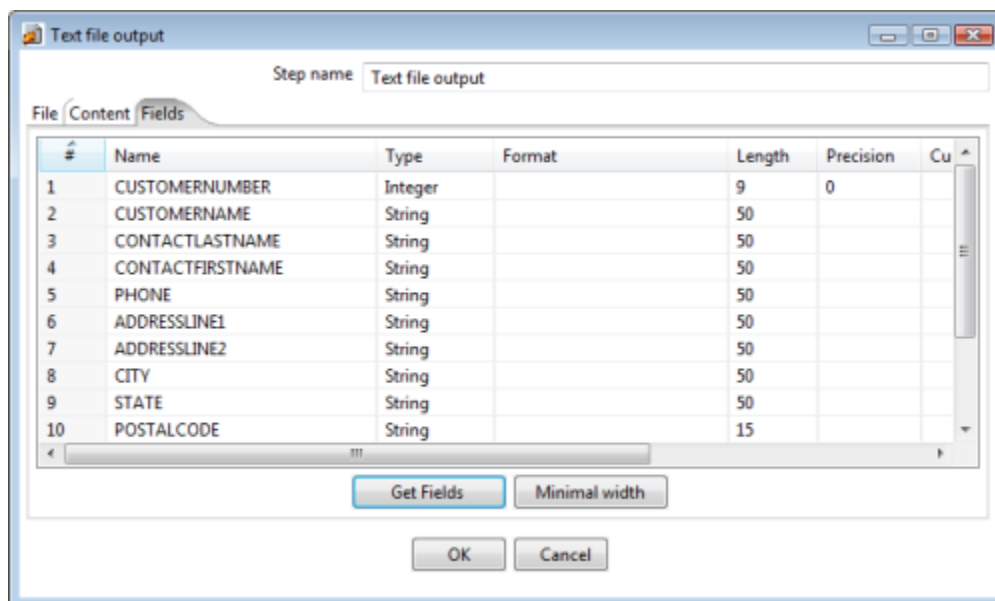 Text file output
Step name Text file output
File Content Fields
# Name Type Format Length Precision Cu
1 CUSTOMERNUMBER Integer 9 0
2 CUSTOMERNAME String 50
3 CONTACTLASTNAME String 50
4 CONTACTFIRSTNAME String 50
5 PHONE String 50
6 ADDRESSLINE1 String 50
7 ADDRESSLINE2 String 50
8 CITY String 50
9 STATE String 50
10 POSTALCODE String 15
Get Fields Minimal width
OK Cancel